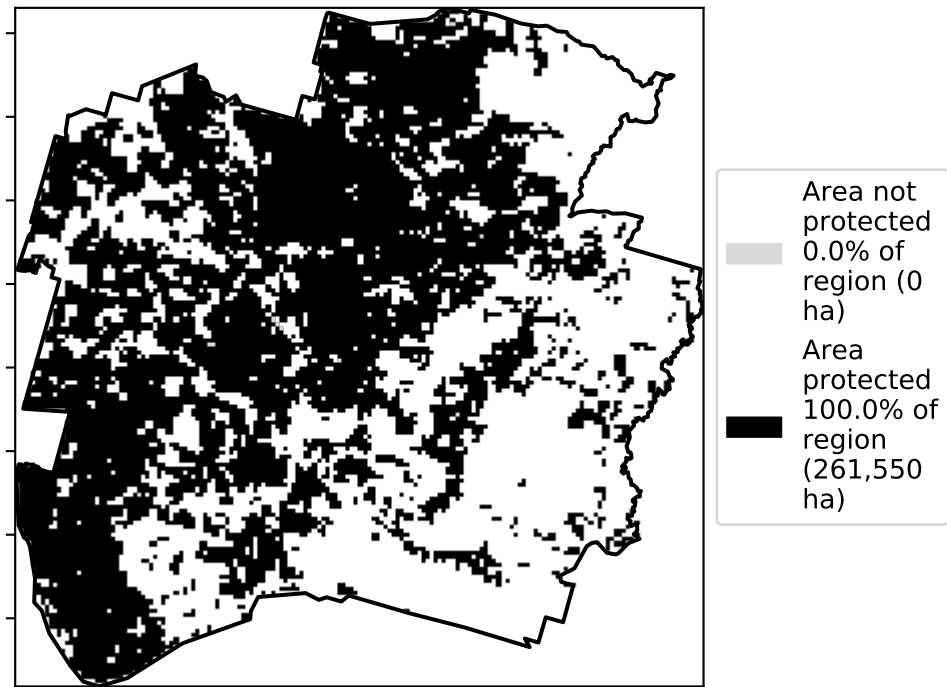 Area not
protected
0.0% of
region (0
ha)
Area
protected
100.0% of
region
(261,550
ha)